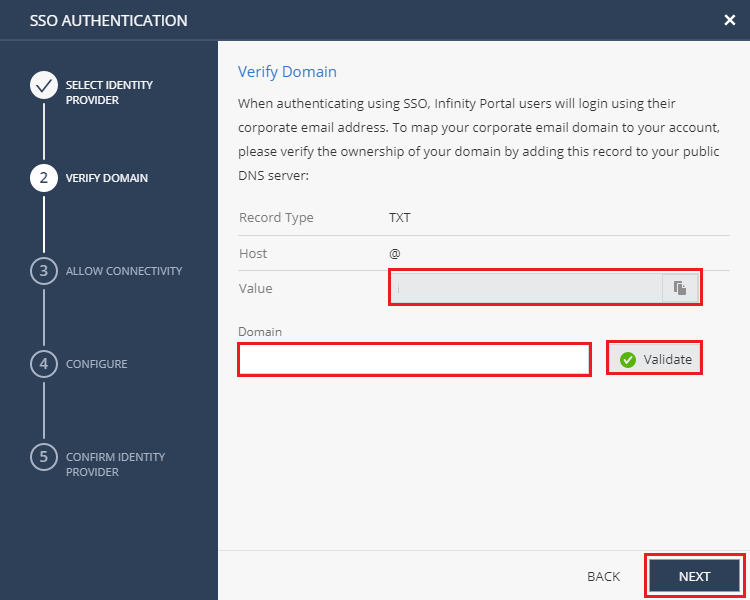 SSO AUTHENTICATION
SELECT IDENTITY
PROVIDER
2 VERIFY DOMAIN
3 ALLOW CONNECTIVITY
4 CONFIGURE
5 CONFIRM IDENTITY
PROVIDER
Verify Domain
When authenticating using SSO, Infinity Portal users will login using their
corporate email address. To map your corporate email domain to your account,
please verify the ownership of your domain by adding this record to your public
DNS server:
Record Type TXT
Host @
Value
Domain
Validate
BACK NEXT